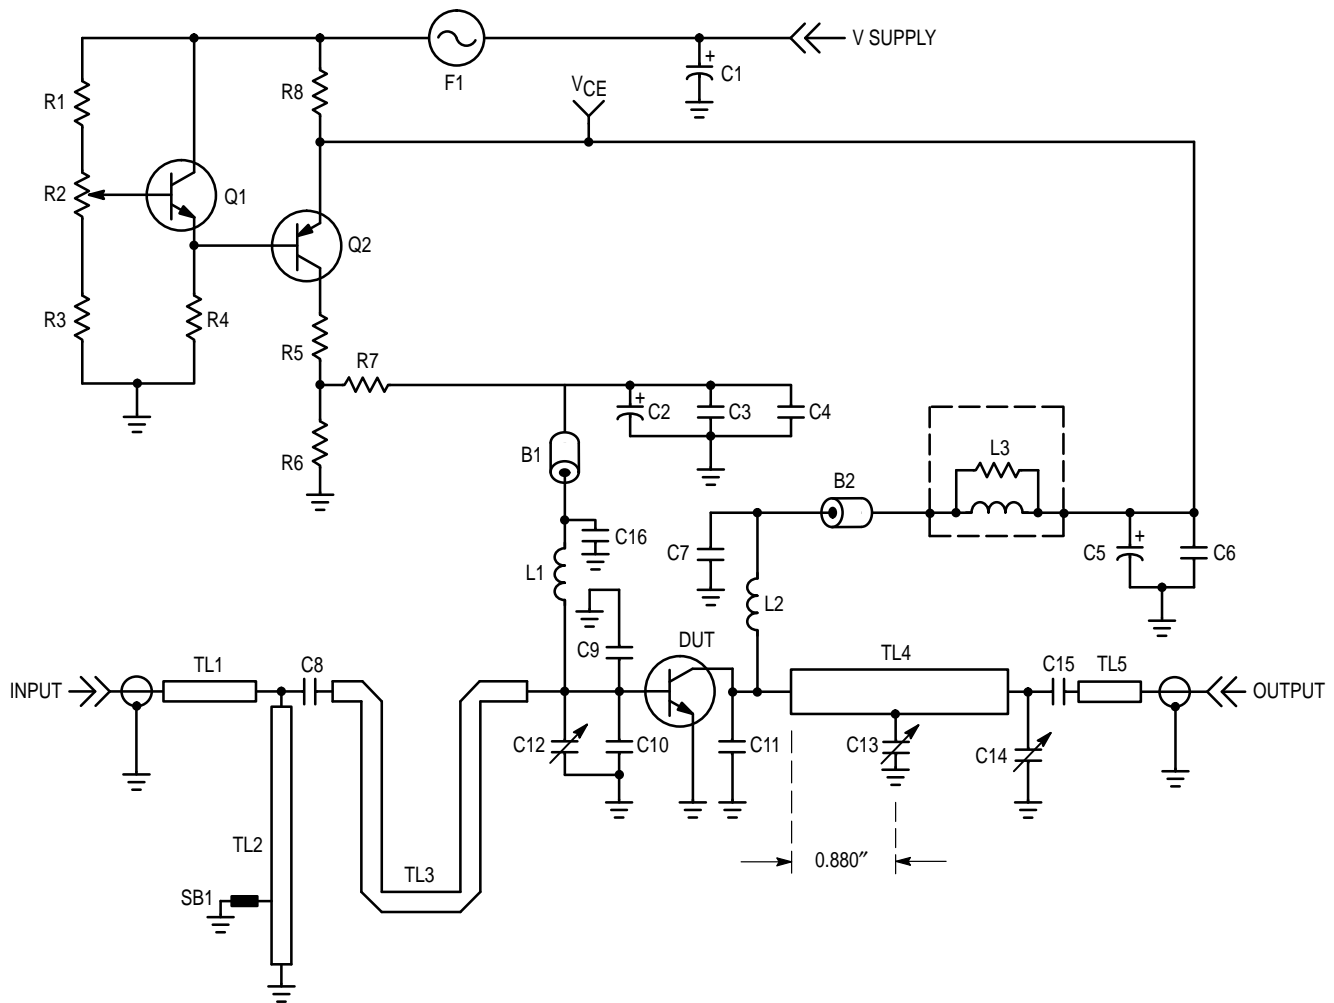 V SUPPLY
F1
C1
R1
R8
VCE
R2
Q1
Q2
R3
R4
R5
R7
C2
C3
C4
R6
B1
L3
B2
C16
C7
C5
C6
L1
L2
C9
DUT
INPUT
TL1
C8
TL4
C15
TL5
OUTPUT
C12
C10
C11
C13
C14
TL2
TL3
0.880″
SB1